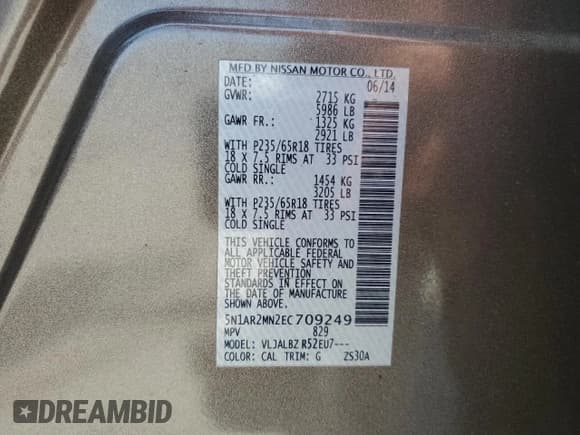 MFD BY NISSAN MOTOR CO., LTD.
DATE: 06/14
GVWR: 2715 KG
5986 LB
GAWR FR.: 1325 KG
2921 LB
WITH P235/65R18 TIRES
18 X 7.5 RIMS AT 33 PSI
COLD SINGLE
GAWR RR.: 1454 KG
3205 LB
WITH P235/65R18 TIRES
18 X 7.5 RIMS AT 33 PSI
COLD SINGLE
THIS VEHICLE CONFORMS TO
ALL APPLICABLE FEDERAL
MOTOR VEHICLE SAFETY AND
THEFT PREVENTION
STANDARDS IN EFFECT ON THE
DATE OF MANUFACTURE
SHOWN ABOVE.
5N1AR2MN2EC709249
MPV 829
MODEL: VLJALBZ R52EU7---
COLOR: CAL TRIM: G ZS30A
DREAMBID